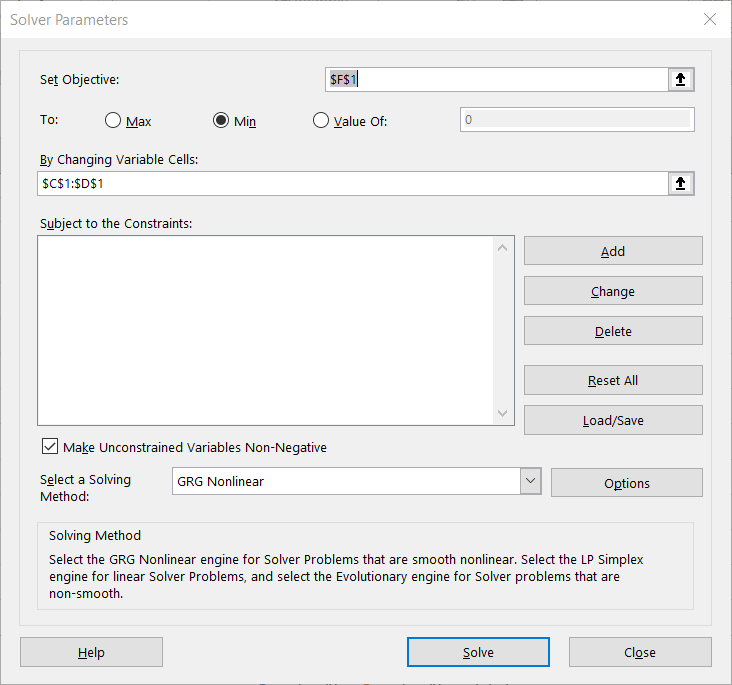 Solver Parameters
Set Objective:
$F$1
To:
Max
Min
Value Of:
0
By Changing Variable Cells:
$C$1:$D$1
Subject to the Constraints:
Add
Change
Delete
Reset All
Load/Save
Make Unconstrained Variables Non-Negative
Select a Solving
Method:
GRG Nonlinear
Options
Solving Method
Select the GRG Nonlinear engine for Solver Problems that are smooth nonlinear. Select the LP Simplex
engine for linear Solver Problems, and select the Evolutionary engine for Solver problems that are
non-smooth.
Help
Solve
Close